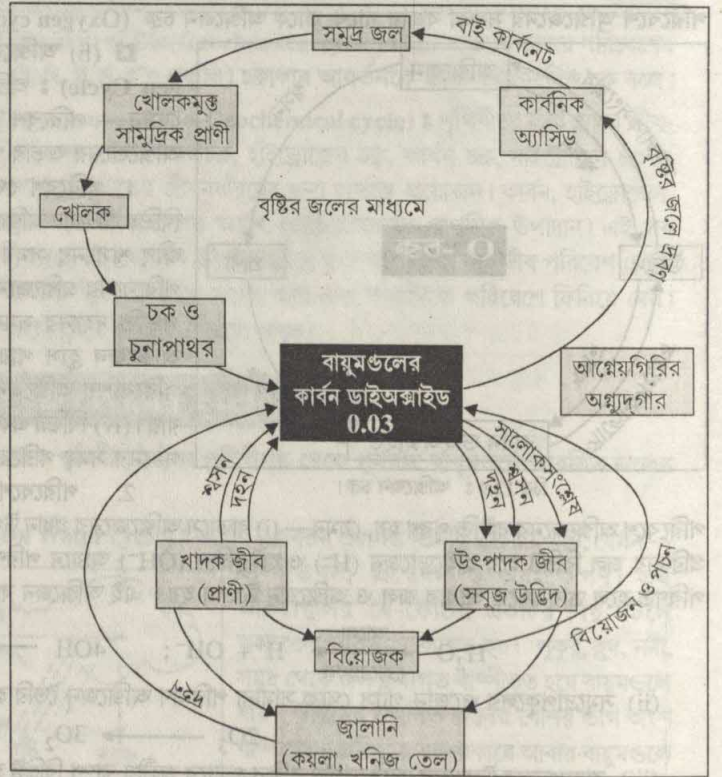 সমুদ্র জল
বাই কার্বনেট
খোলকমুক্ত
সামুদ্রিক প্রাণী
কার্বনিক
অ্যাসিড
বৃষ্টির জলে দ্রবণ
খোলক
বৃষ্টির জলের মাধ্যমে
চক ও
চুনাপাথর
বায়ুমণ্ডলের
কার্বন ডাইঅক্সাইড
0.03
আগ্নেয়গিরির
অগ্নুদগার
শ্বসন
দহন
সালোকসংশ্লেষ
শ্বসন
দহন
খাদক জীব
(প্রাণী)
উৎপাদক জীব
(সবুজ উদ্ভিদ)
বিয়োজন ও পচন
বিয়োজক
দহন
জ্বালানি
(কয়লা, খনিজ তেল)